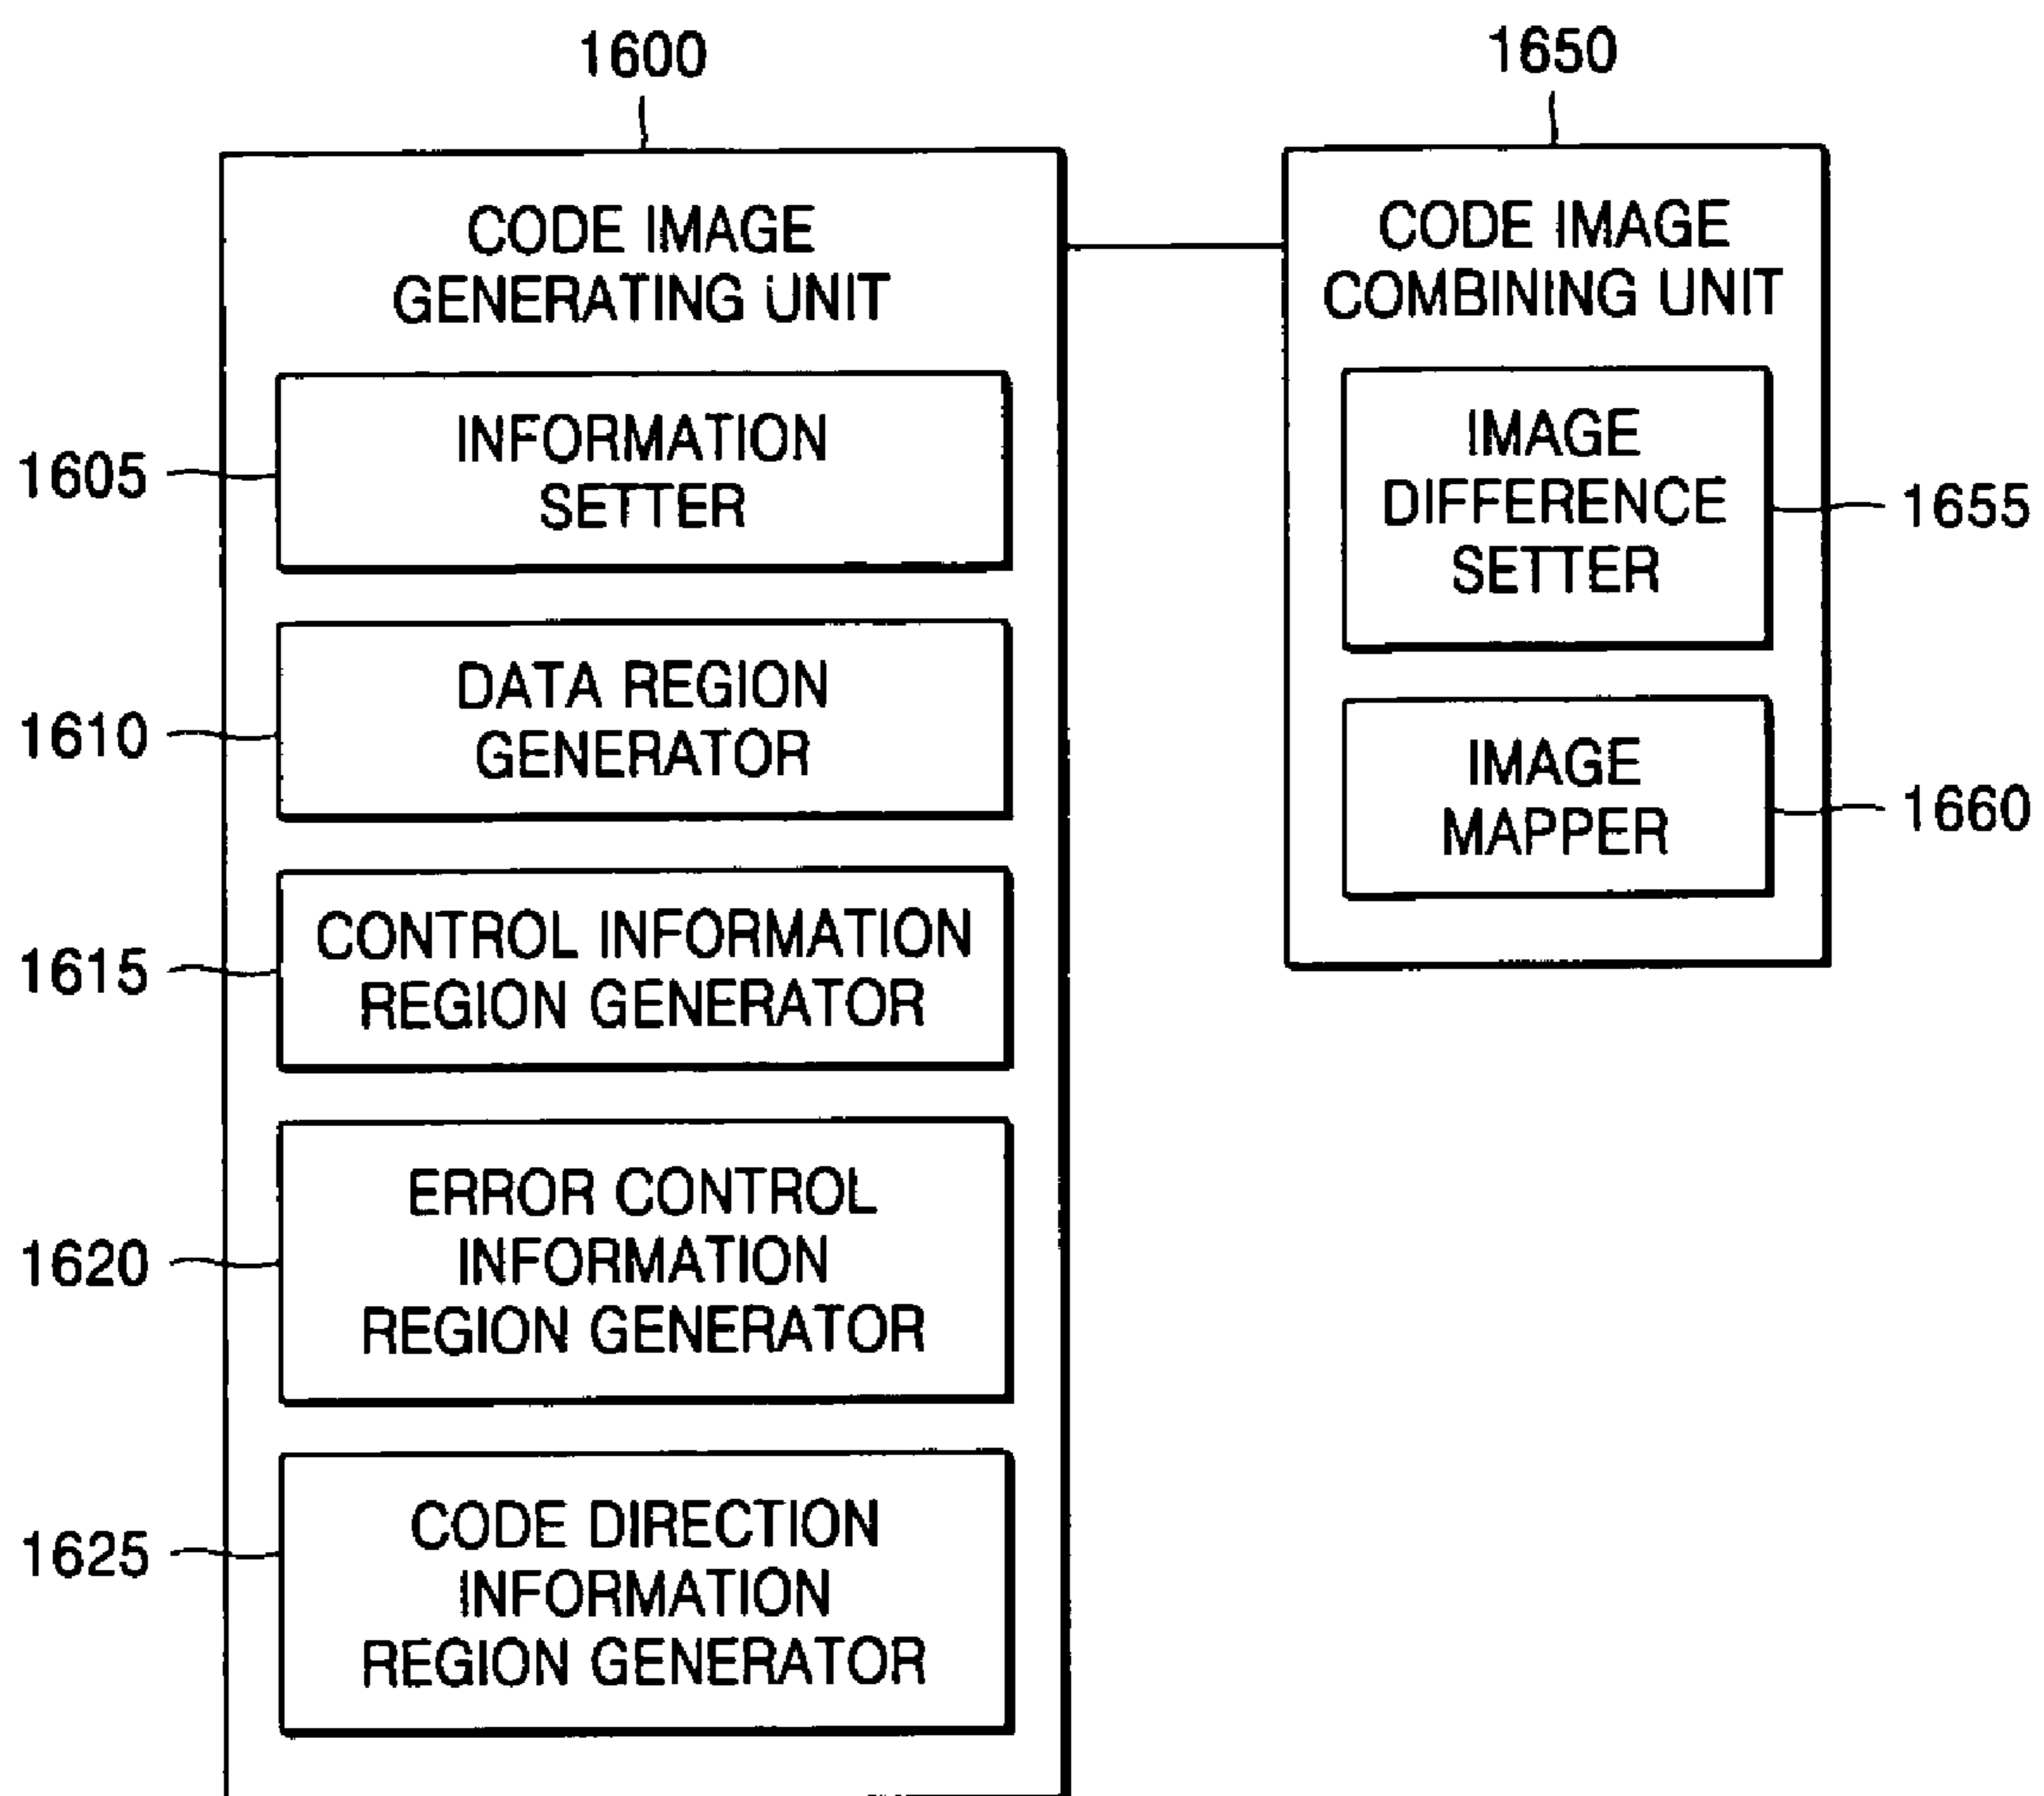 1600
CODE IMAGE
GENERATING UNIT
1605
INFORMATION
SETTER
1610
DATA REGION
GENERATOR
1615
CONTROL INFORMATION
REGION GENERATOR
1620
ERROR CONTROL
INFORMATION
REGION GENERATOR
1625
CODE DIRECTION
INFORMATION
REGION GENERATOR
1650
CODE IMAGE
COMBINING UNIT
IMAGE
DIFFERENCE
SETTER
1655
IMAGE
MAPPER
1660